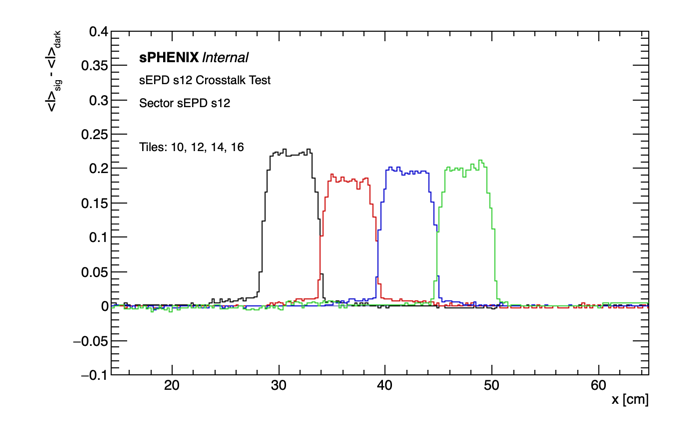 <I>sig - <I>dark
0.4
0.35
0.3
0.25
0.2
0.15
0.1
0.05
0
−0.05
−0.1
sPHENIX Internal
sEPD s12 Crosstalk Test
Sector sEPD s12
Tiles: 10, 12, 14, 16
20 30 40 50 60
x [cm]